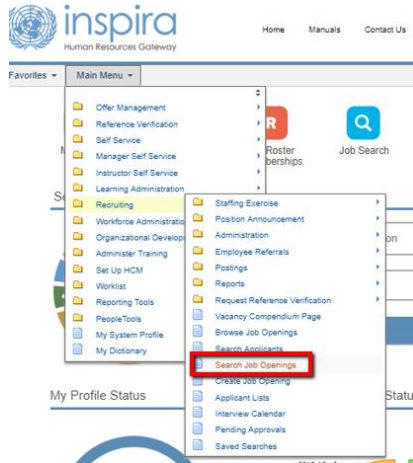 inspira
Human Resources Gateway
Home Manuals Contact Us
Favorites Main Menu
Offer Management
Reference Verification
Self Service
Manager Self Service
Instructor Self Service
Learning Administration
Recruiting
Workforce Administratio
Organizational Develop
Administer Training
Set Up HCM
Worklist
Reporting Tools
PeopleTools
My System Profile
My Dictionary
R
Roster
berships
Job Search
Staffing Exercise
Position Announcement
Administration
Employee Referrals
Postings
Reports
Request Reference Verification
Vacancy Compendium Page
Browse Job Openings
Search Applicants
Search Job Openings
Create Job Opening
Applicant Lists
Interview Calendar
Pending Approvals
Saved Searches
on
My Profile Status
Statu